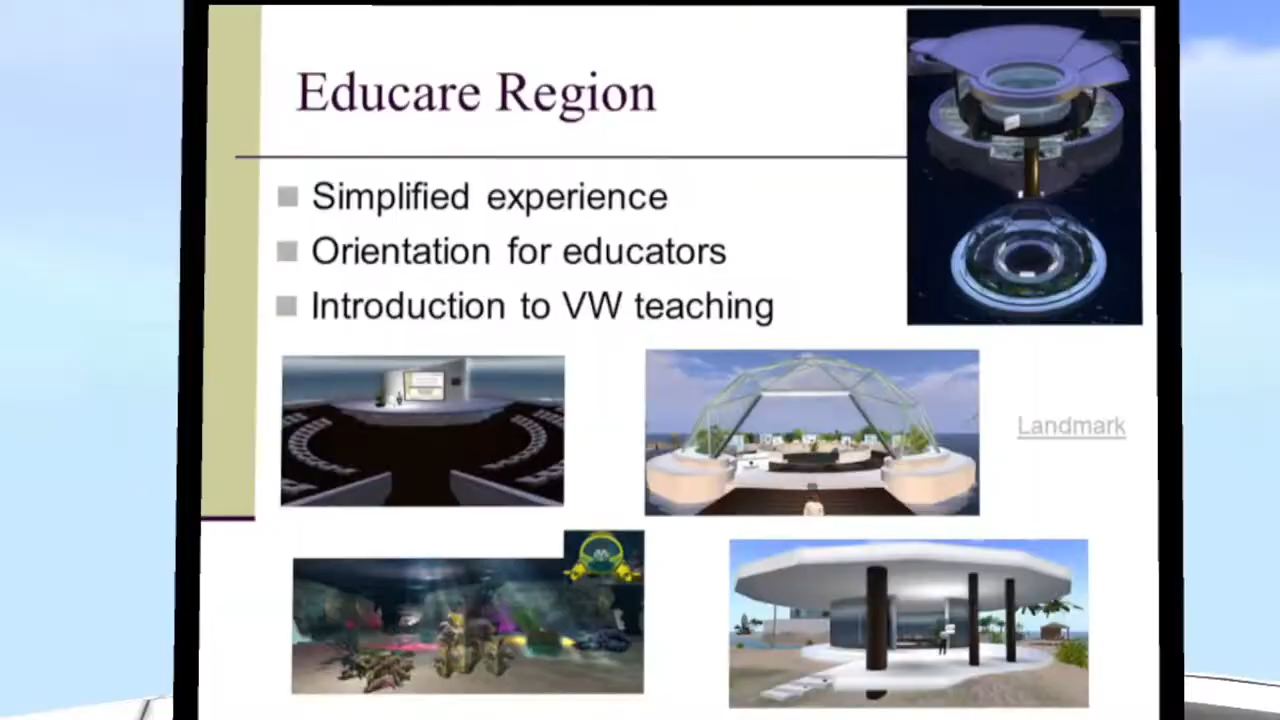 Educare Region
Simplified experience
Orientation for educators
Introduction to VW teaching
Landmark